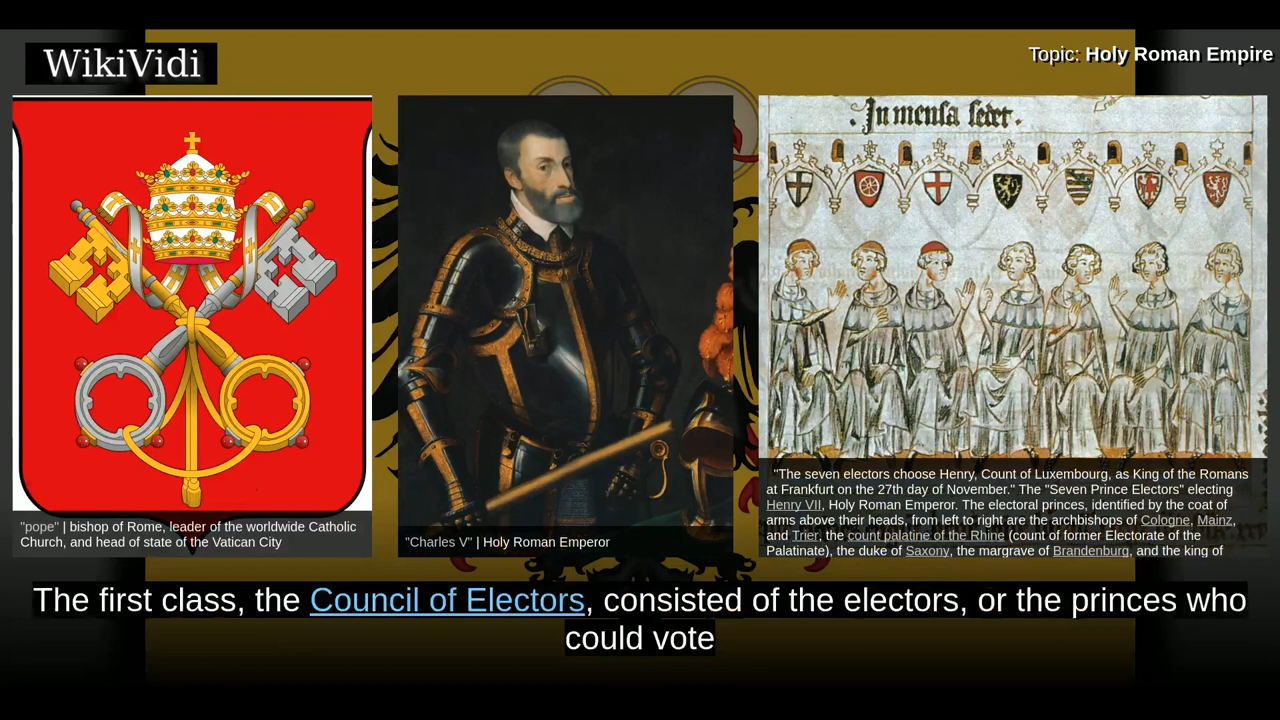 WikiVidi
Topic: Holy Roman Empire
In mensa sedet.
"pope" | bishop of Rome, leader of the worldwide Catholic
Church, and head of state of the Vatican City
"Charles V" | Holy Roman Emperor
"The seven electors choose Henry, Count of Luxembourg, as King of the Romans
at Frankfurt on the 27th day of November." The "Seven Prince Electors" electing
Henry VII, Holy Roman Emperor. The electoral princes, identified by the coat of
arms above their heads, from left to right are the archbishops of Cologne, Mainz,
and Trier, the count palatine of the Rhine (count of former Electorate of the
Palatinate), the duke of Saxony, the margrave of Brandenburg, and the king of
The first class, the Council of Electors, consisted of the electors, or the princes who
could vote